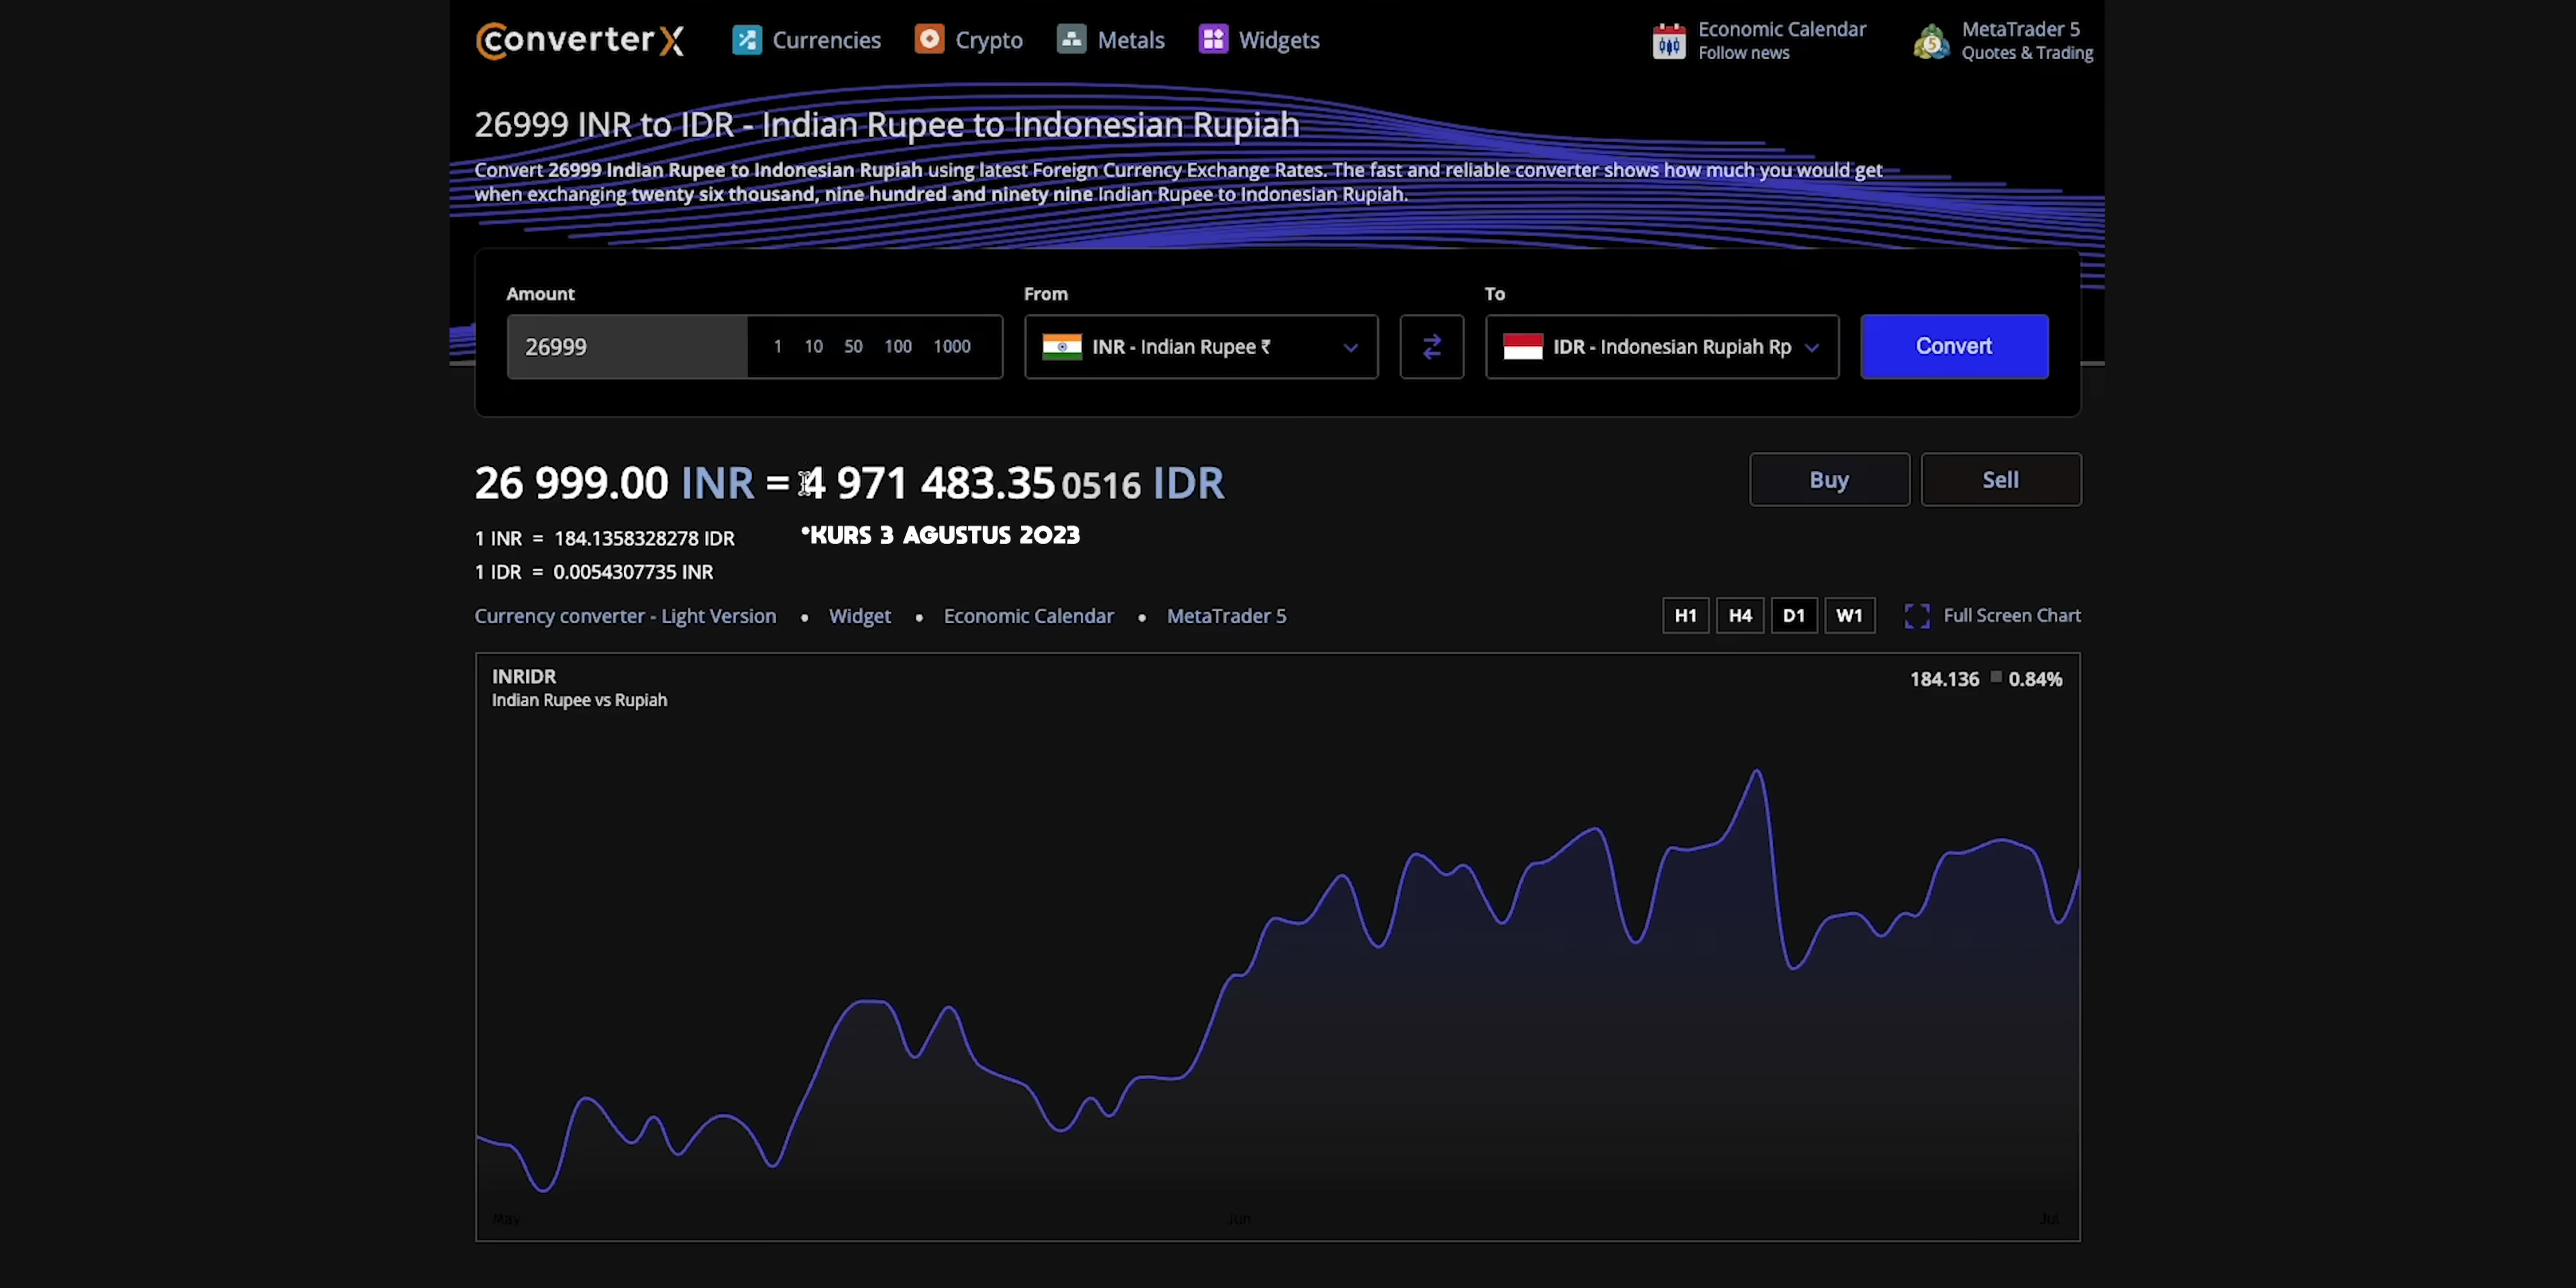 ConverterX
Currencies
Crypto
Metals
Widgets
Economic Calendar
Follow news
MetaTrader 5
Quotes & Trading
26999 INR to IDR - Indian Rupee to Indonesian Rupiah
Convert 26999 Indian Rupee to Indonesian Rupiah using latest Foreign Currency Exchange Rates. The fast and reliable converter shows how much you would get
when exchanging twenty six thousand, nine hundred and ninety nine Indian Rupee to Indonesian Rupiah.
Amount
From
To
26999
1 10 50 100 1000
INR - Indian Rupee ₹
IDR - Indonesian Rupiah Rp
Convert
26 999.00 INR = 4 971 483.350516 IDR
Buy
Sell
1 INR = 184.1358328278 IDR
*KURS 3 AGUSTUS 2023
1 IDR = 0.0054307735 INR
Currency converter - Light Version • Widget • Economic Calendar • MetaTrader 5
H1
H4
D1
W1
Full Screen Chart
INRIDR
Indian Rupee vs Rupiah
184.136 0.84%
May
Jun
Jul